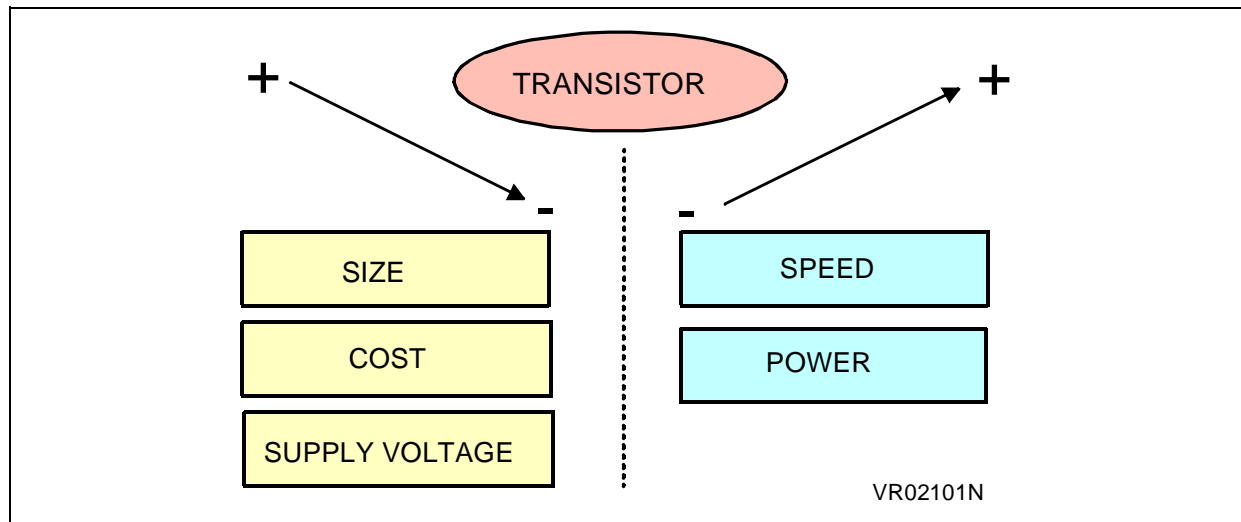 TRANSISTOR
+
+
-
-
SIZE
SPEED
COST
POWER
SUPPLY VOLTAGE
VR02101N